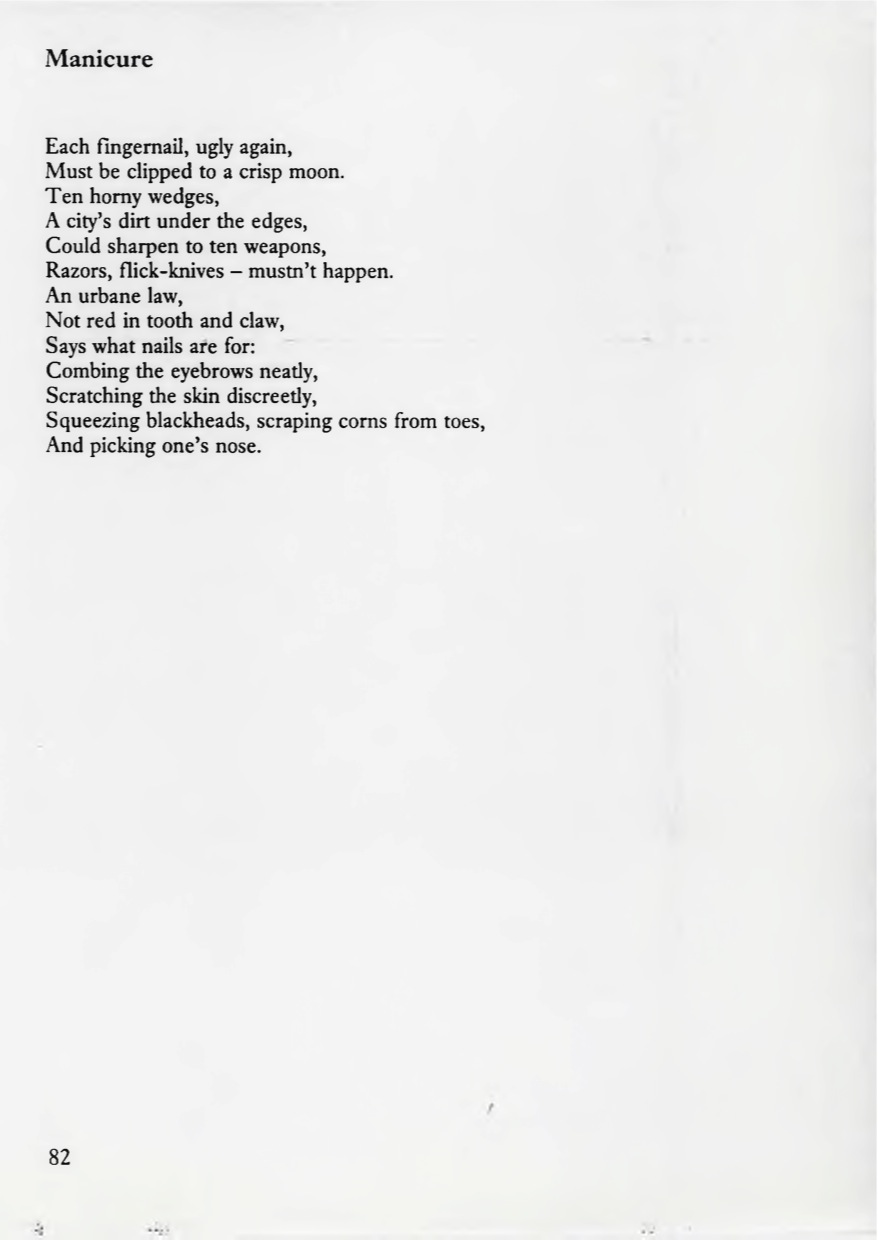 Manicure
Each fingernail, ugly again,
Must be clipped to a crisp moon.
Ten horny wedges,
A city's dirt under the edges,
Could sharpen to ten weapons,
Razors, flick-knives – mustn't happen.
An urbane law,
Not red in tooth and claw,
Says what nails are for:
Combing the eyebrows neatly,
Scratching the skin discreetly,
Squeezing blackheads, scraping corns from toes,
And picking one's nose.
82